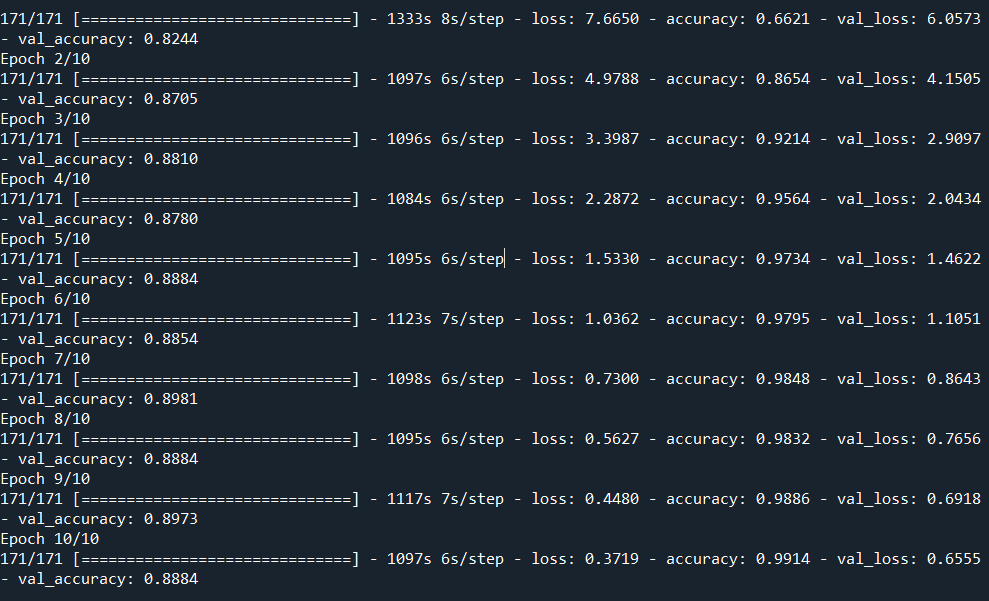 171/171 [==============================] - 1333s 8s/step - loss: 7.6650 - accuracy: 0.6621 - val_loss: 6.0573
- val_accuracy: 0.8244
Epoch 2/10
171/171 [==============================] - 1097s 6s/step - loss: 4.9788 - accuracy: 0.8654 - val_loss: 4.1505
- val_accuracy: 0.8705
Epoch 3/10
171/171 [==============================] - 1096s 6s/step - loss: 3.3987 - accuracy: 0.9214 - val_loss: 2.9097
- val_accuracy: 0.8810
Epoch 4/10
171/171 [==============================] - 1084s 6s/step - loss: 2.2872 - accuracy: 0.9564 - val_loss: 2.0434
- val_accuracy: 0.8780
Epoch 5/10
171/171 [==============================] - 1095s 6s/step - loss: 1.5330 - accuracy: 0.9734 - val_loss: 1.4622
- val_accuracy: 0.8884
Epoch 6/10
171/171 [==============================] - 1123s 7s/step - loss: 1.0362 - accuracy: 0.9795 - val_loss: 1.1051
- val_accuracy: 0.8854
Epoch 7/10
171/171 [==============================] - 1098s 6s/step - loss: 0.7300 - accuracy: 0.9848 - val_loss: 0.8643
- val_accuracy: 0.8981
Epoch 8/10
171/171 [==============================] - 1095s 6s/step - loss: 0.5627 - accuracy: 0.9832 - val_loss: 0.7656
- val_accuracy: 0.8884
Epoch 9/10
171/171 [==============================] - 1117s 7s/step - loss: 0.4480 - accuracy: 0.9886 - val_loss: 0.6918
- val_accuracy: 0.8973
Epoch 10/10
171/171 [==============================] - 1097s 6s/step - loss: 0.3719 - accuracy: 0.9914 - val_loss: 0.6555
- val_accuracy: 0.8884